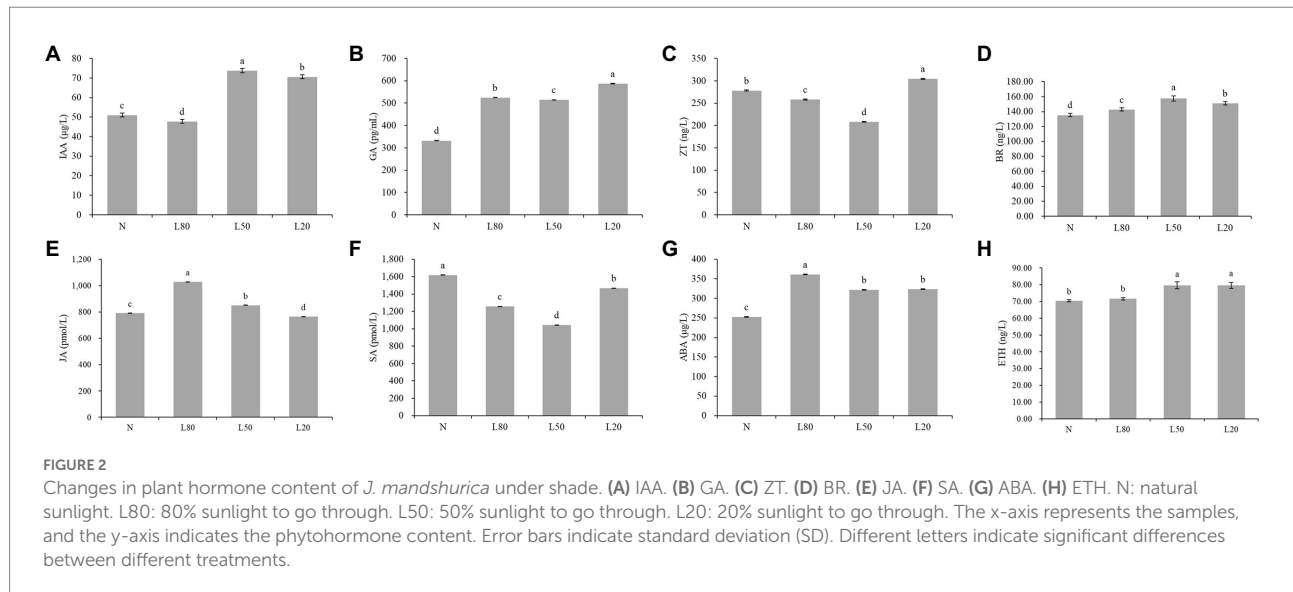 A
IAA (μg/L)
80
70
60
50
40
30
20
10
0
c
d
a
b
N L80 L50 L20
B
GA (pg/mL)
700
600
500
400
300
200
100
0
d
b
c
a
N L80 L50 L20
C
ZT (ng/L)
350
300
250
200
150
100
50
0
b
c
d
a
N L80 L50 L20
D
BR (ng/L)
180.00
160.00
140.00
120.00
100.00
80.00
60.00
40.00
20.00
0.00
d
c
a
b
N L80 L50 L20
E
JA (pmol/L)
1,200
1,000
800
600
400
200
0
c
a
b
d
N L80 L50 L20
F
SA (pmol/L)
1,800
1,600
1,400
1,200
1,000
800
600
400
200
0
a
c
d
b
N L80 L50 L20
G
ABA (μg/L)
400
350
300
250
200
150
100
50
0
c
a
b
b
N L80 L50 L20
H
ETH (ng/L)
90.00
80.00
70.00
60.00
50.00
40.00
30.00
20.00
10.00
0.00
b
b
a
a
N L80 L50 L20
FIGURE 2
Changes in plant hormone content of J. mandshurica under shade. (A) IAA. (B) GA. (C) ZT. (D) BR. (E) JA. (F) SA. (G) ABA. (H) ETH. N: natural
sunlight. L80: 80% sunlight to go through. L50: 50% sunlight to go through. L20: 20% sunlight to go through. The x-axis represents the samples,
and the y-axis indicates the phytohormone content. Error bars indicate standard deviation (SD). Different letters indicate significant differences
between different treatments.